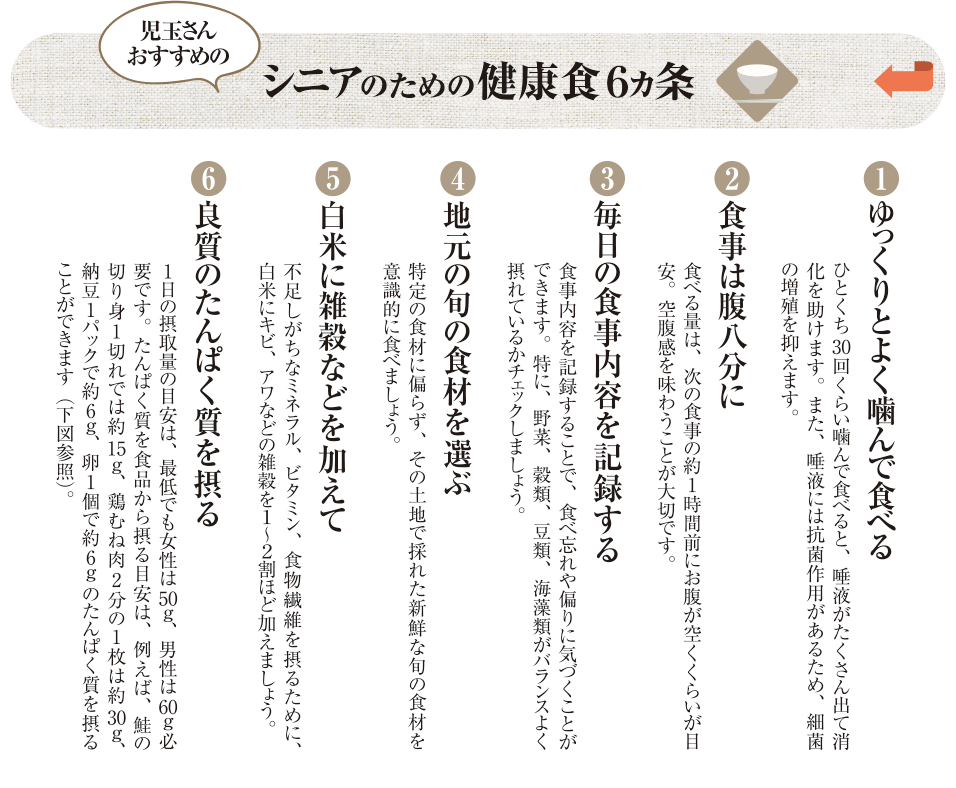 児玉さん
おすすめの
シニアのための健康食6カ条
1 ゆっくりとよく噛んで食べる
ひとくち30回くらい噛んで食べると、唾液がたくさん出て消
化を助けます。また、唾液には抗菌作用があるため、細菌
の増殖を抑えます。
2 食事は腹八分に
食べる量は、次の食事の約1時間前にお腹が空くくらいが目
安。空腹感を味わうことが大切です。
3 毎日の食事内容を記録する
食事内容を記録することで、食べ忘れや偏りに気づくことが
できます。特に、野菜、穀類、豆類、海藻類がバランスよく
摂れているかチェックしましょう。
4 地元の旬の食材を選ぶ
特定の食材に偏らず、その土地で採れた新鮮な旬の食材を
意識的に食べましょう。
5 白米に雑穀などを加えて
不足しがちなミネラル、ビタミン、食物繊維を摂るために、
白米にキビ、アワなどの雑穀を1〜2割ほど加えましょう。
6 良質のたんぱく質を摂る
1日の摂取量の目安は、最低でも女性は50g、男性は60g必
要です。たんぱく質を食品から摂る目安は、例えば、鮭の
切り身1切れでは約15g、鶏むね肉2分の1枚は約30g、
納豆1パックで約6g、卵1個で約6gのたんぱく質を摂る
ことができます（下図参照）。